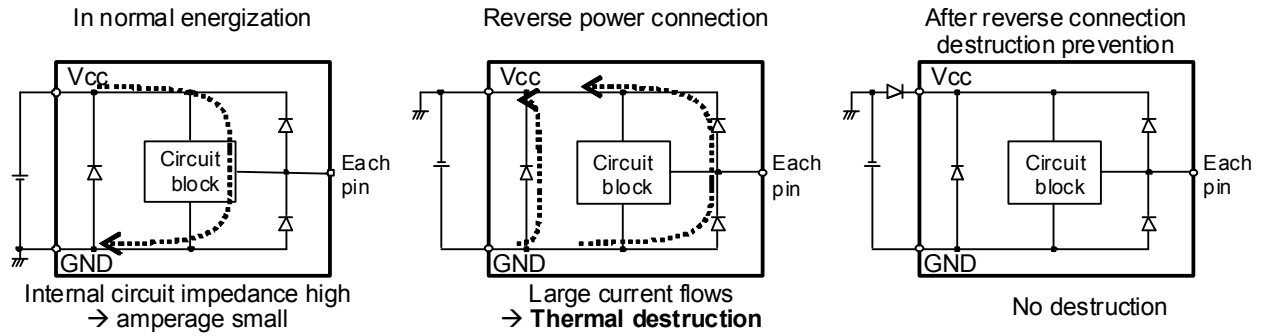 In normal energization
Vcc
Circuit
block
Each
pin
GND
Internal circuit impedance high
→ amperage small
Reverse power connection
Vcc
Circuit
block
Each
pin
GND
Large current flows
→ Thermal destruction
After reverse connection
destruction prevention
Vcc
Circuit
block
Each
pin
GND
No destruction